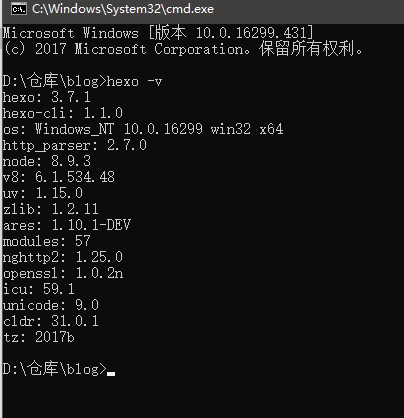 C:\Windows\System32\cmd.exe
Microsoft Windows [版本 10.0.16299.431]
(c) 2017 Microsoft Corporation。保留所有权利。
D:\仓库\blog>hexo -v
hexo: 3.7.1
hexo-cli: 1.1.0
os: Windows_NT 10.0.16299 win32 x64
http_parser: 2.7.0
node: 8.9.3
v8: 6.1.534.48
uv: 1.15.0
zlib: 1.2.11
ares: 1.10.1-DEV
modules: 57
nghttp2: 1.25.0
openssl: 1.0.2n
icu: 59.1
unicode: 9.0
cldr: 31.0.1
tz: 2017b
D:\仓库\blog>